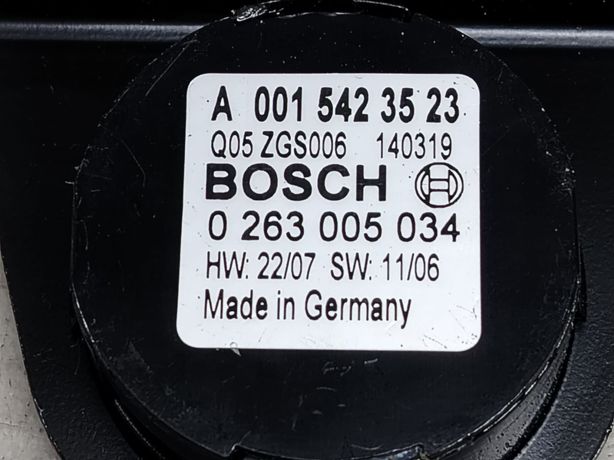 A 001 542 35 23
Q05 ZGS006 140319
BOSCH
0 263 005 034
HW: 22/07 SW: 11/06
Made in Germany